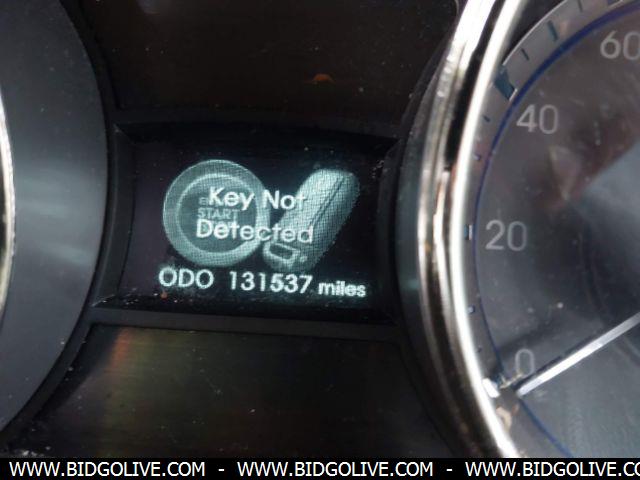 60
40
Key Not
START
Detected
20
ODO 131537 miles
0
WWW.BIDGOLIVE.COM - WWW.BIDGOLIVE.COM - WWW.BIDGOLIVE.COM